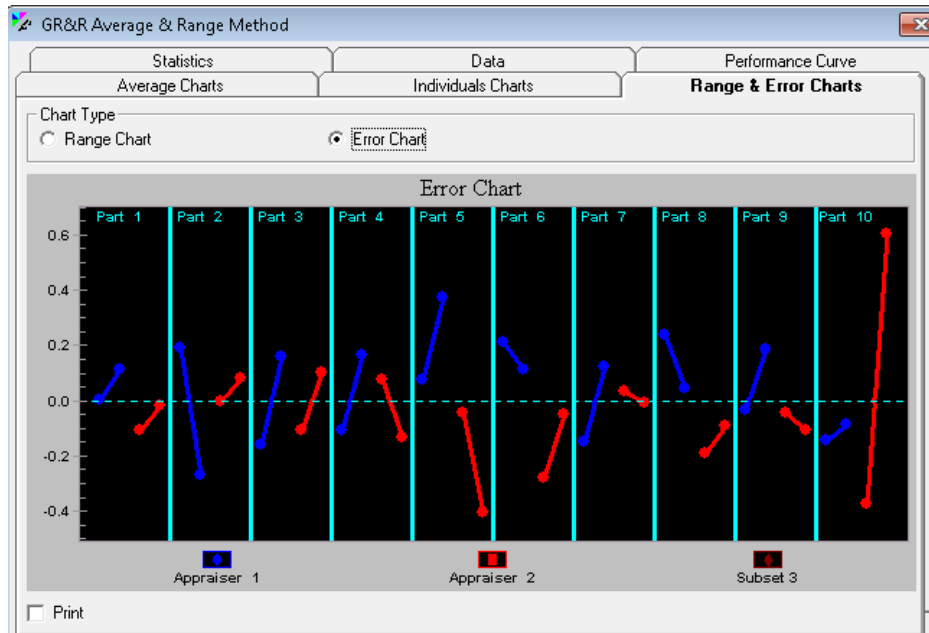 GR&R Average & Range Method
Statistics Data Performance Curve
Average Charts Individuals Charts Range & Error Charts
Chart Type
Range Chart Error Chart
Error Chart
Part 1 Part 2 Part 3 Part 4 Part 5 Part 6 Part 7 Part 8 Part 9 Part 10
0.6
0.4
0.2
0.0
-0.2
-0.4
Appraiser 1 Appraiser 2 Subset 3
Print